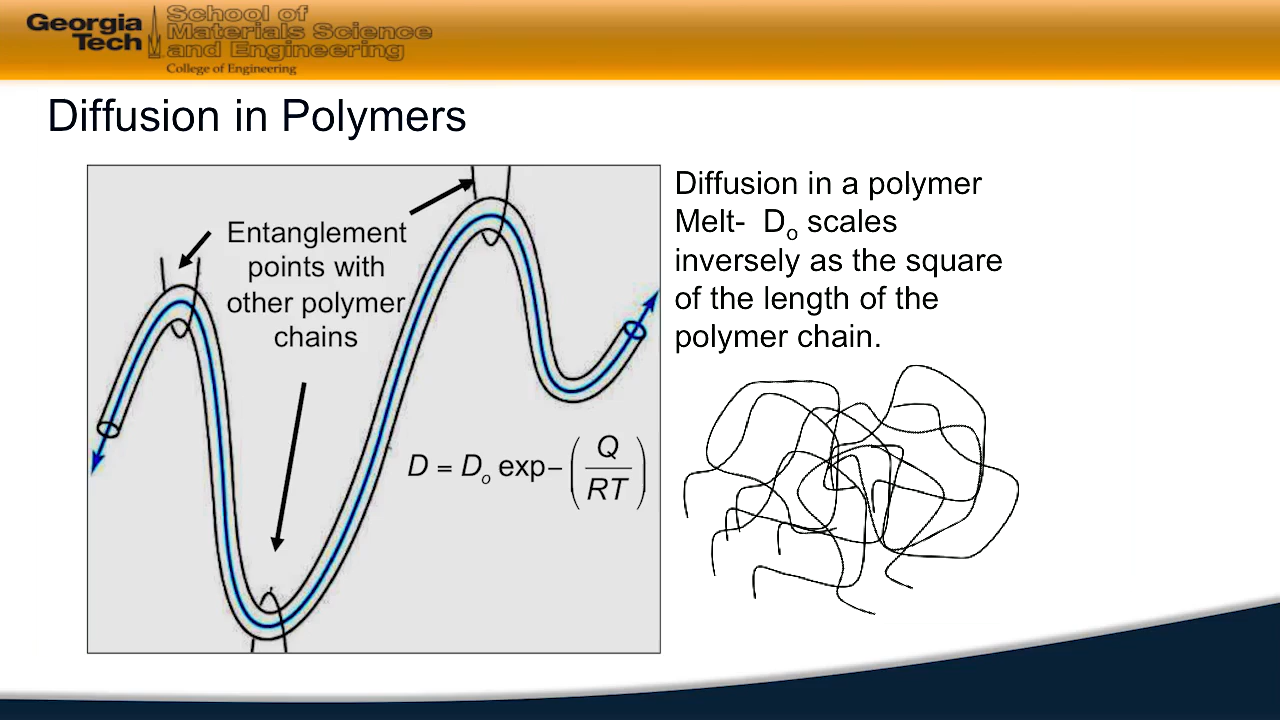 Georgia
Tech
School of
Materials Science
and Engineering
College of Engineering
Diffusion in Polymers
Entanglement
points with
other polymer
chains
D = Dₒ exp−(Q/RT)
Diffusion in a polymer
Melt- Dₒ scales
inversely as the square
of the length of the
polymer chain.